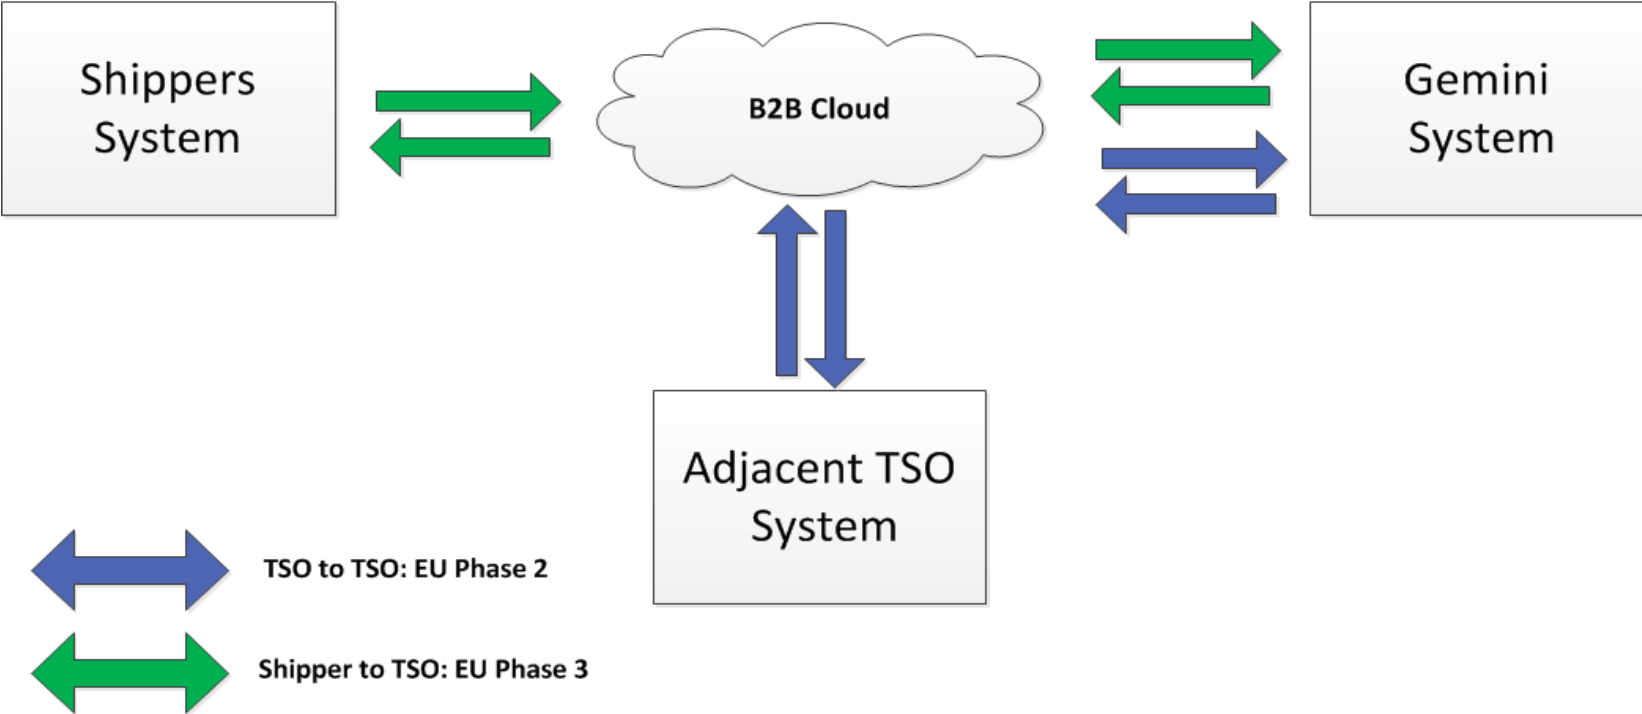 Shippers
System
B2B Cloud
Gemini
System
Adjacent TSO
System
TSO to TSO: EU Phase 2
Shipper to TSO: EU Phase 3